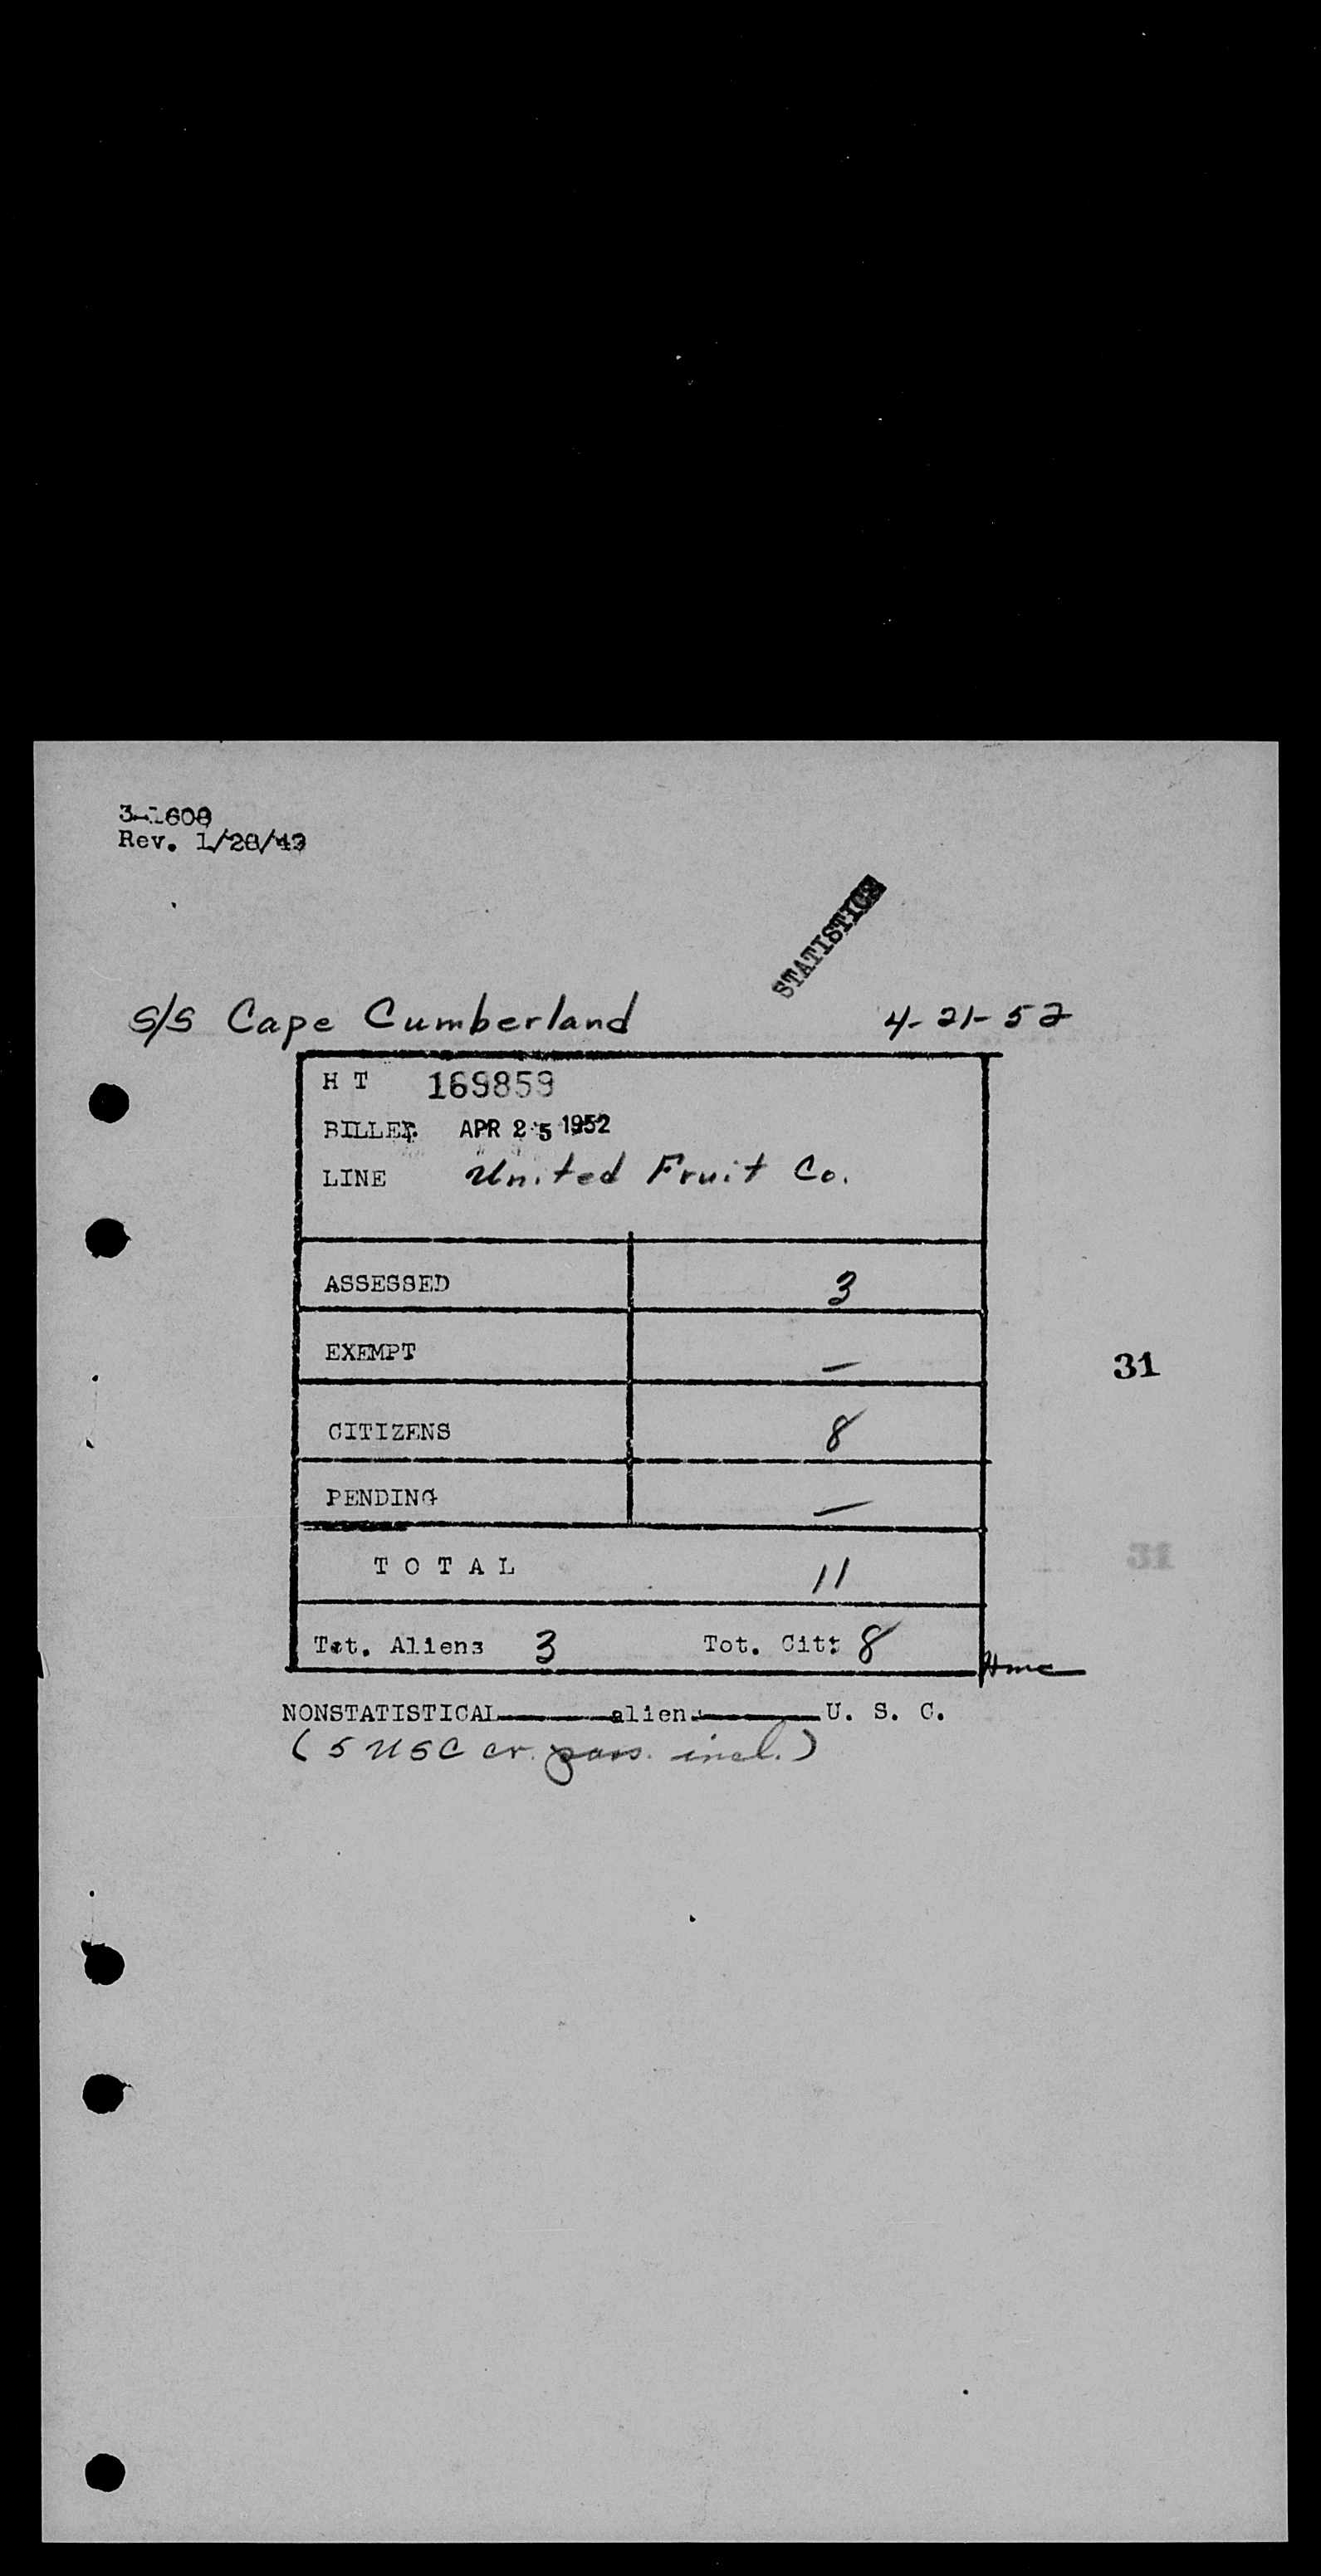 3-1608
Rev. 1/28/49
STATISTICS
S/S Cape Cumberland 4-21-52
H T 169859
BILLED APR 25 1952
LINE United Fruit Co.
ASSESSED 3
EXEMPT —
31
CITIZENS 8
PENDING —
31
T O T A L 11
Tot. Aliens 3 Tot. Cit: 8
NONSTATISTICAL alien U. S. C.
(5 USC cr. pass. incl.)